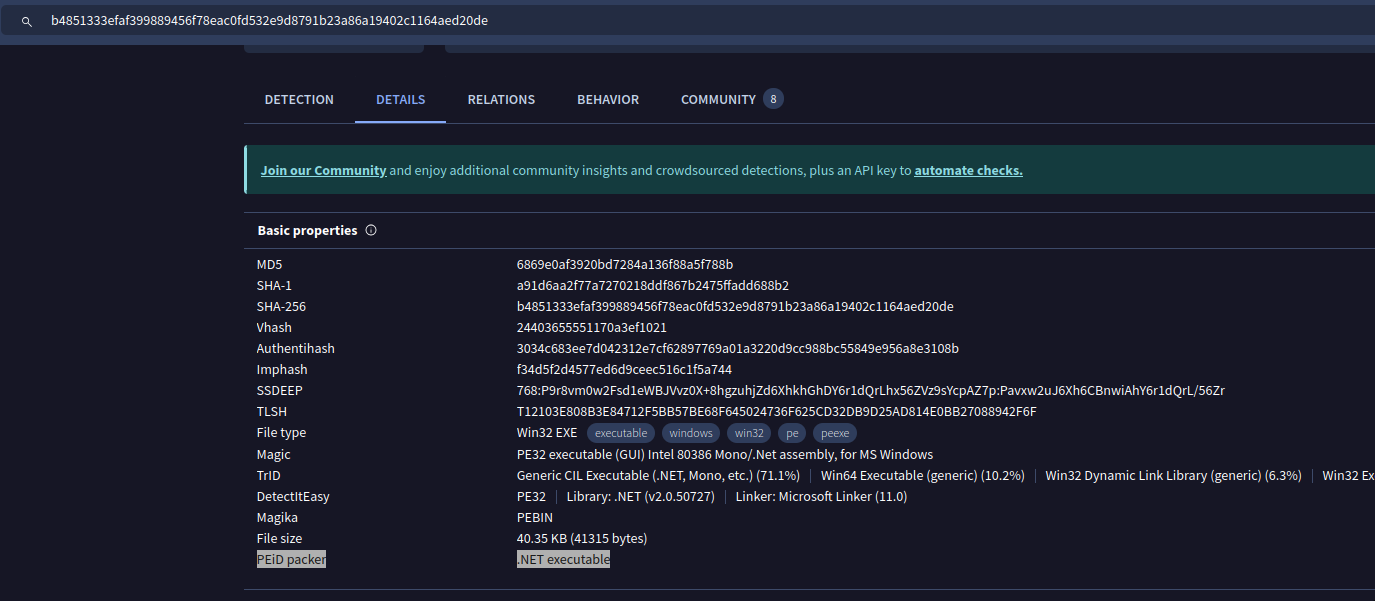 b4851333efaf399889456f78eac0fd532e9d8791b23a86a19402c1164aed20de
DETECTION DETAILS RELATIONS BEHAVIOR COMMUNITY 8
Join our Community and enjoy additional community insights and crowdsourced detections, plus an API key to automate checks.
Basic properties
MD5 6869e0af3920bd7284a136f88a5f788b
SHA-1 a91d6aa2f77a7270218ddf867b2475ffadd688b2
SHA-256 b4851333efaf399889456f78eac0fd532e9d8791b23a86a19402c1164aed20de
Vhash 24403655551170a3ef1021
Authentihash 3034c683ee7d042312e7cf62897769a01a3220d9cc988bc55849e956a8e3108b
Imphash f34d5f2d4577ed6d9ceec516c1f5a744
SSDEEP 768:P9r8vm0w2Fsd1eWBJVvz0X+8hgzuhjZd6XhkhGhDY6r1dQrLhx56ZVz9sYcpAZ7p:Pavxw2uJ6Xh6CBnwiAhY6r1dQrL/56Zr
TLSH T12103E808B3E84712F5BB57BE68F645024736F625CD32DB9D25AD814E0BB27088942F6F
File type Win32 EXE executable windows win32 pe peexe
Magic PE32 executable (GUI) Intel 80386 Mono/.Net assembly, for MS Windows
TrID Generic CIL Executable (.NET, Mono, etc.) (71.1%) | Win64 Executable (generic) (10.2%) | Win32 Dynamic Link Library (generic) (6.3%) | Win32 Ex
DetectItEasy PE32 | Library: .NET (v2.0.50727) | Linker: Microsoft Linker (11.0)
Magika PEBIN
File size 40.35 KB (41315 bytes)
PEiD packer .NET executable